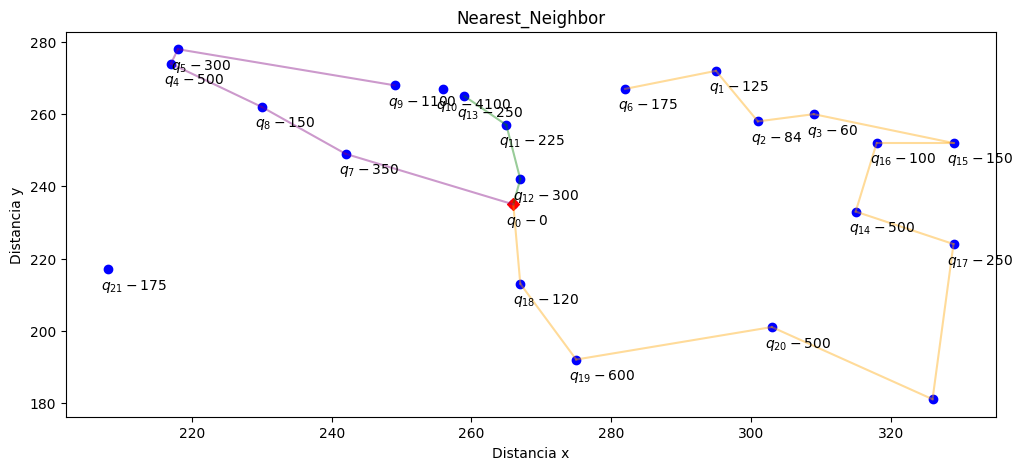 Nearest_Neighbor
280
260
240
220
200
180
Distancia y
q5 − 300
q4 − 500
q9 − 1100
q10 − 4100
q13 − 250
q8 − 150
q11 − 225
q7 − 350
q12 − 300
q0 − 0
q6 − 175
q1 − 125
q2 − 84
q3 − 60
q16 − 100
q15 − 150
q14 − 500
q17 − 250
q21 − 175
q18 − 120
q20 − 500
q19 − 600
220
240
260
280
300
320
Distancia x